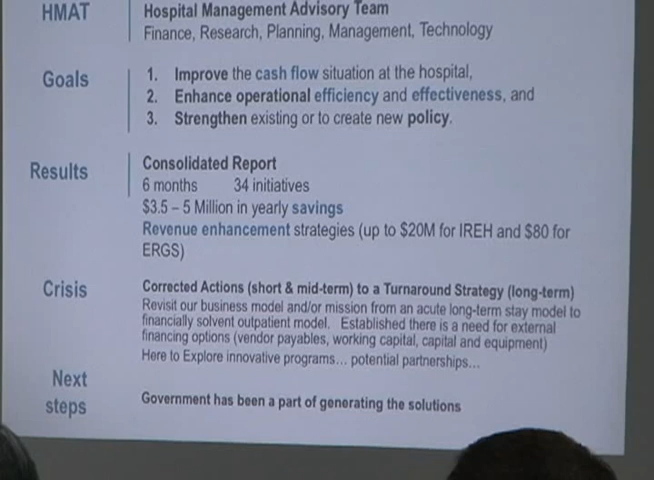 HMAT
Hospital Management Advisory Team
Finance, Research, Planning, Management, Technology
Goals
1. Improve the cash flow situation at the hospital,
2. Enhance operational efficiency and effectiveness, and
3. Strengthen existing or to create new policy.
Results
Consolidated Report
6 months 34 initiatives
$3.5 – 5 Million in yearly savings
Revenue enhancement strategies (up to $20M for IREH and $80 for
ERGS)
Crisis
Corrected Actions (short & mid-term) to a Turnaround Strategy (long-term)
Revisit our business model and/or mission from an acute long-term stay model to
financially solvent outpatient model. Established there is a need for external
financing options (vendor payables, working capital, capital and equipment)
Here to Explore innovative programs... potential partnerships...
Next
steps
Government has been a part of generating the solutions